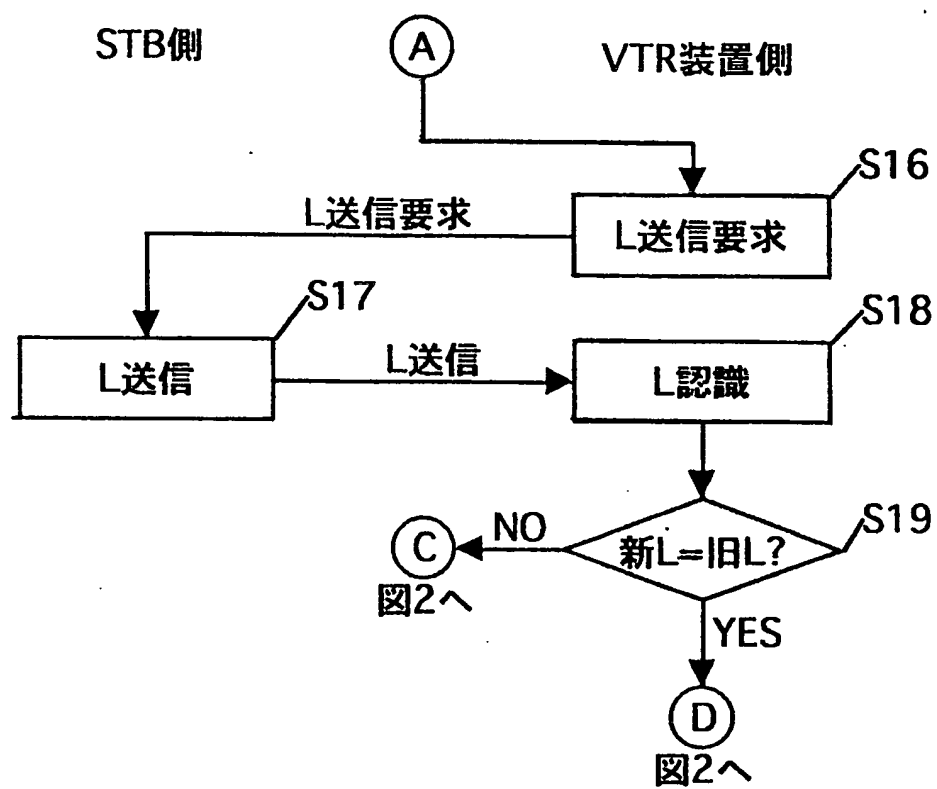 STB側
A
VTR装置側
S16
L送信要求
L送信要求
S17
S18
L送信
L送信
L認識
S19
新L=旧L?
NO
C
図2へ
YES
D
図2へ